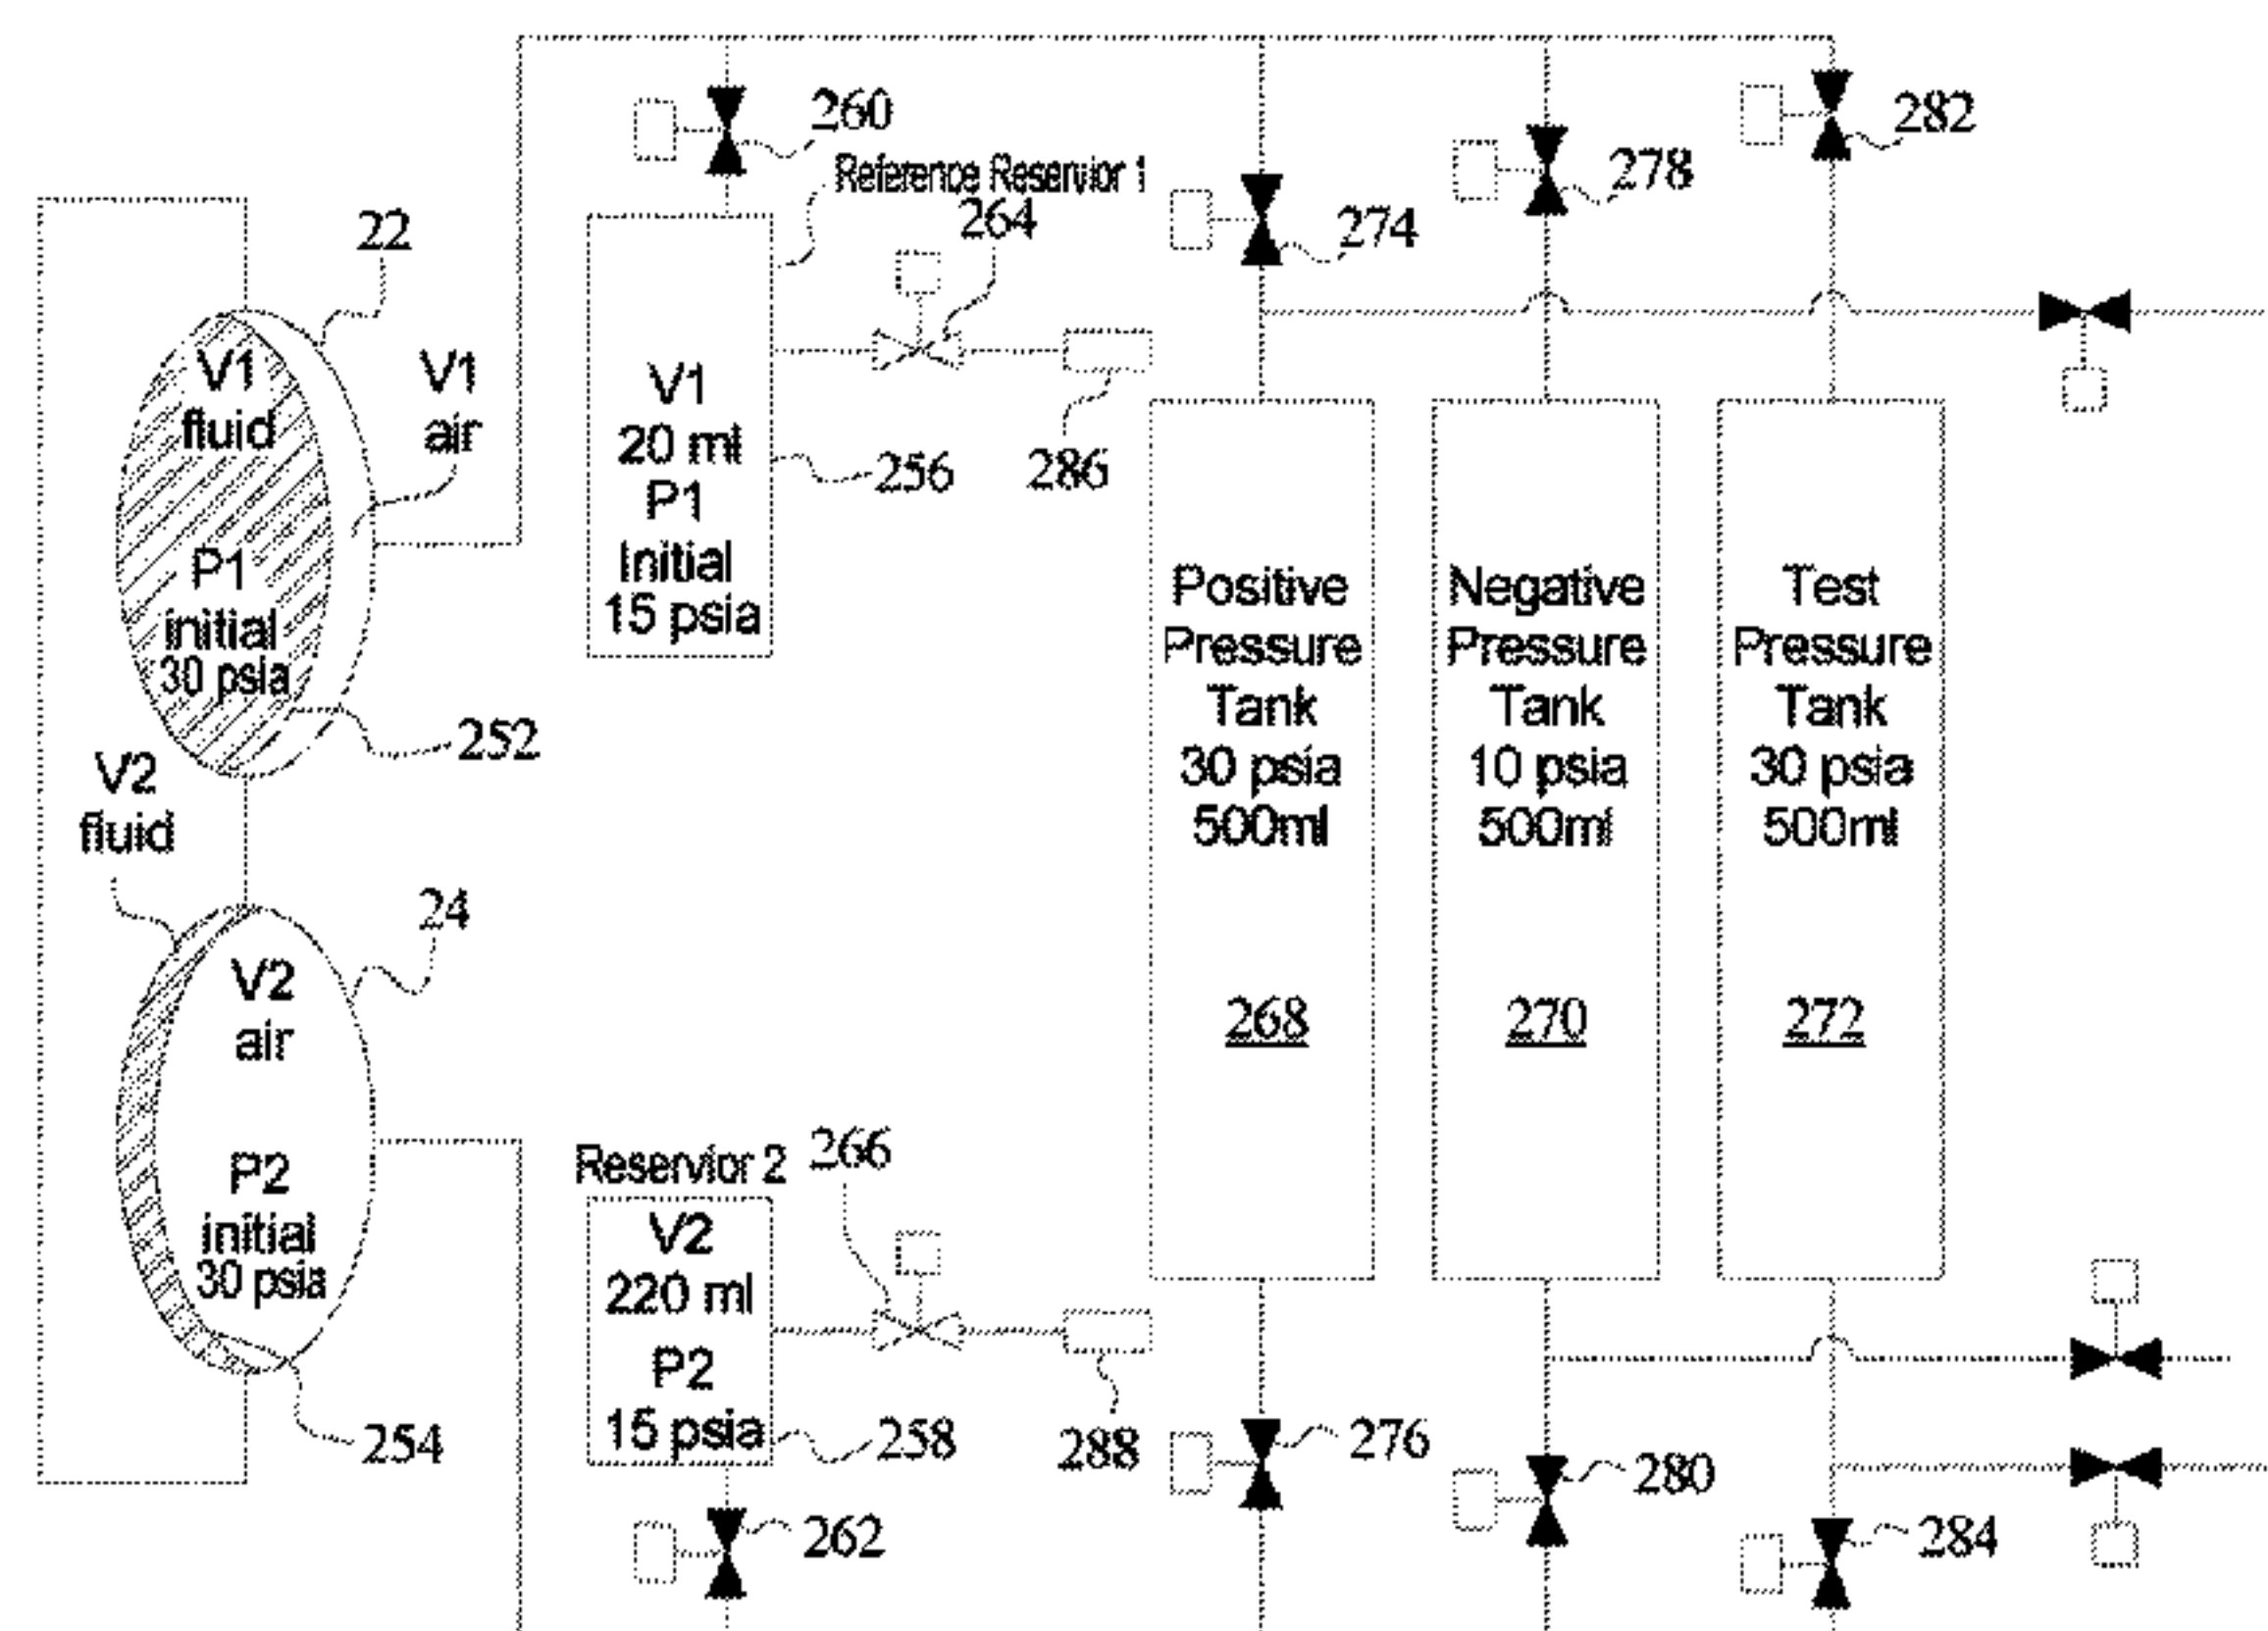 260
282
278
Reference Reservior 1
264
274
22
V1
fluid
V1
air
V1
20 ml
P1
Initial
15 psia
256
286
P1
initial
30 psia
252
Positive
Pressure
Tank
30 psia
500ml
268
Negative
Pressure
Tank
10 psia
500ml
270
Test
Pressure
Tank
30 psia
500ml
272
V2
fluid
24
V2
air
P2
initial
30 psia
254
Reservior 2
266
V2
220 ml
P2
15 psia
258
288
276
280
262
284